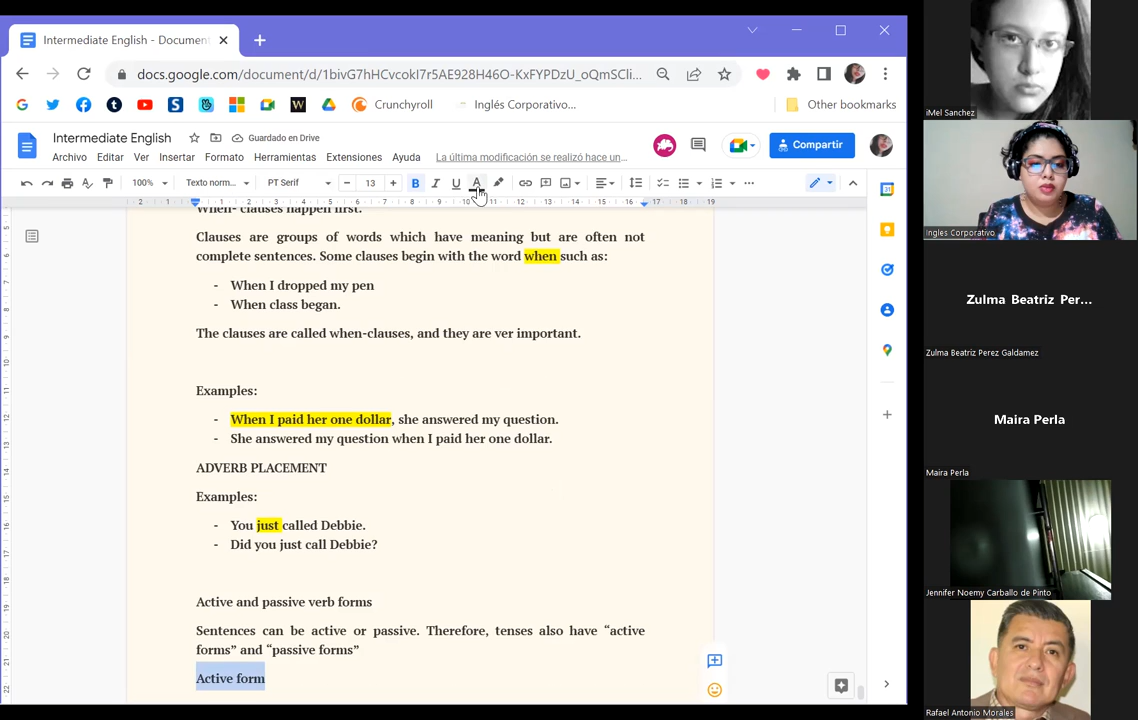 Intermediate English - Document
docs.google.com/document/d/1bivG7hHCvcokI7r5AE928H46O-KxFYPDzU_oQmSCli...
Crunchyroll
Inglés Corporativo...
Other bookmarks
Intermediate English
Guardado en Drive
Archivo Editar Ver Insertar Formato Herramientas Extensiones Ayuda La última modificación se realizó hace un...
Compartir
100% Texto norm... PT Serif 13
When- clauses happen first.
Clauses are groups of words which have meaning but are often not
complete sentences. Some clauses begin with the word when such as:
- When I dropped my pen
- When class began.
The clauses are called when-clauses, and they are ver important.
Examples:
- When I paid her one dollar, she answered my question.
- She answered my question when I paid her one dollar.
ADVERB PLACEMENT
Examples:
- You just called Debbie.
- Did you just call Debbie?
Active and passive verb forms
Sentences can be active or passive. Therefore, tenses also have “active
forms” and “passive forms”
Active form
iMel Sanchez
Ingles Corporativo
Zulma Beatriz Per...
Zulma Beatriz Perez Galdamez
Maira Perla
Maira Perla
Jennifer Noemy Carballo de Pinto
Rafael Antonio Morales